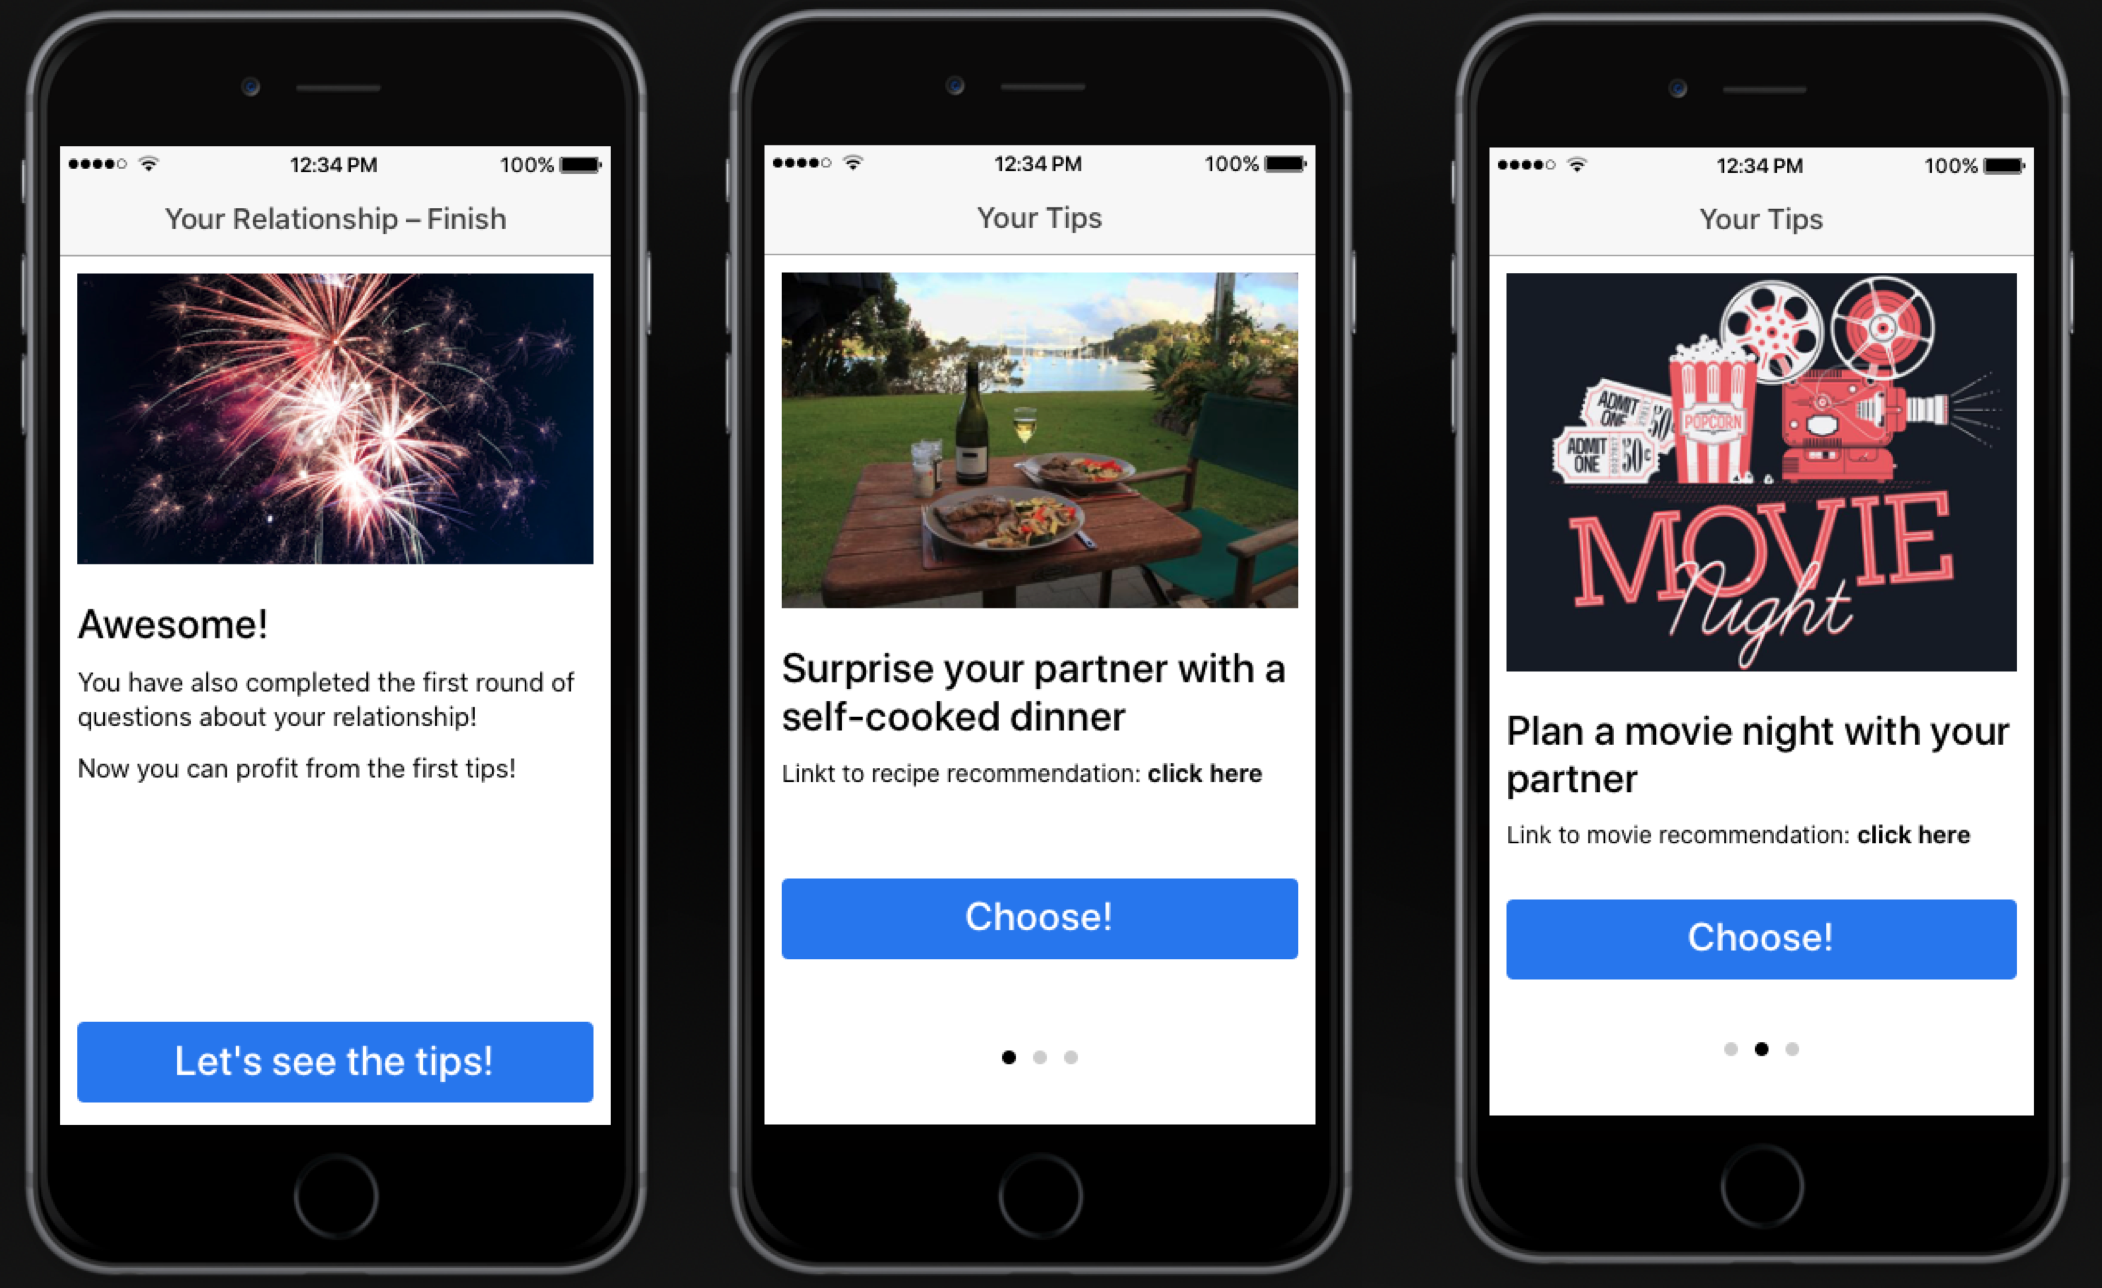 12:34 PM 100%
Your Relationship – Finish
Awesome!
You have also completed the first round of
questions about your relationship!
Now you can profit from the first tips!
Let's see the tips!
12:34 PM 100%
Your Tips
Surprise your partner with a
self-cooked dinner
Linkt to recipe recommendation: click here
Choose!
12:34 PM 100%
Your Tips
ADMIT
ONE
50¢
ADMIT
ONE
50¢
POPCORN
MOVIE
Night
Plan a movie night with your
partner
Link to movie recommendation: click here
Choose!